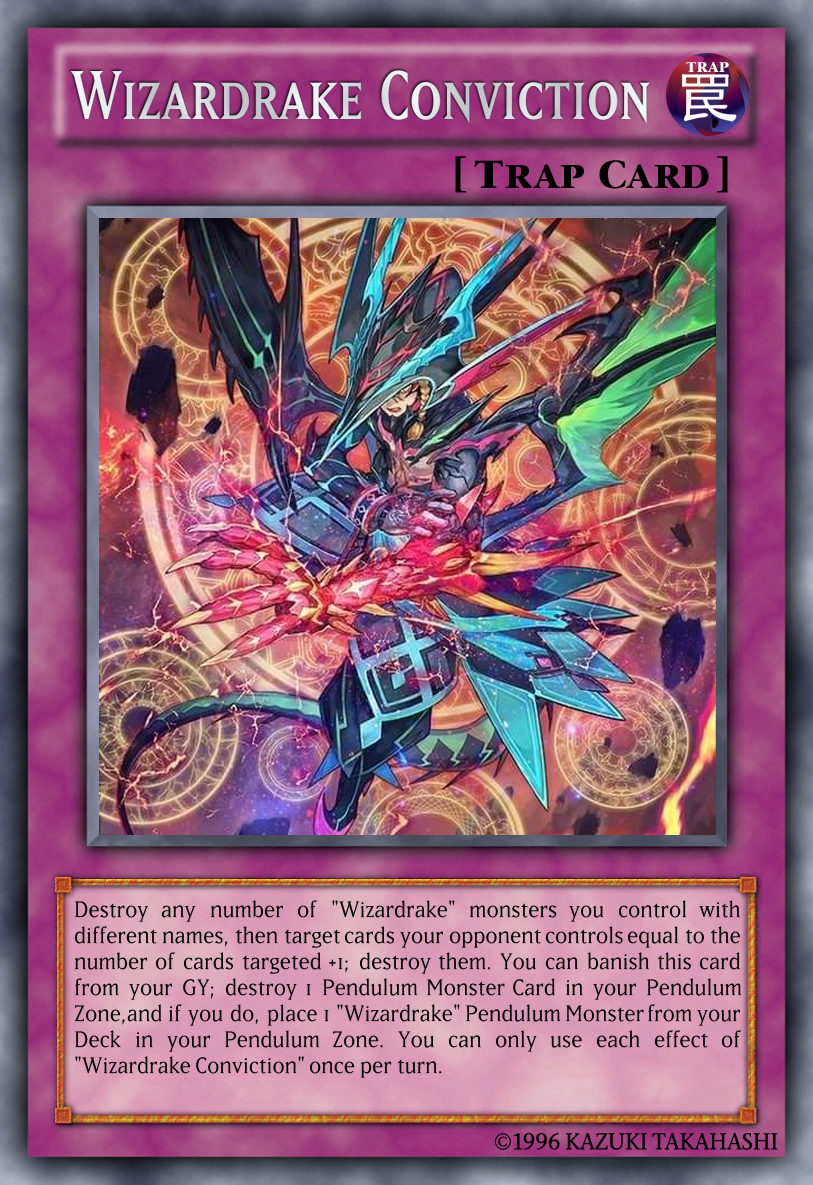 Wizardrake Conviction
TRAP
罠
[Trap Card]
Destroy any number of "Wizardrake" monsters you control with
different names, then target cards your opponent controls equal to the
number of cards targeted +1; destroy them. You can banish this card
from your GY; destroy 1 Pendulum Monster Card in your Pendulum
Zone,and if you do, place 1 "Wizardrake" Pendulum Monster from your
Deck in your Pendulum Zone. You can only use each effect of
"Wizardrake Conviction" once per turn.
©1996 KAZUKI TAKAHASHI